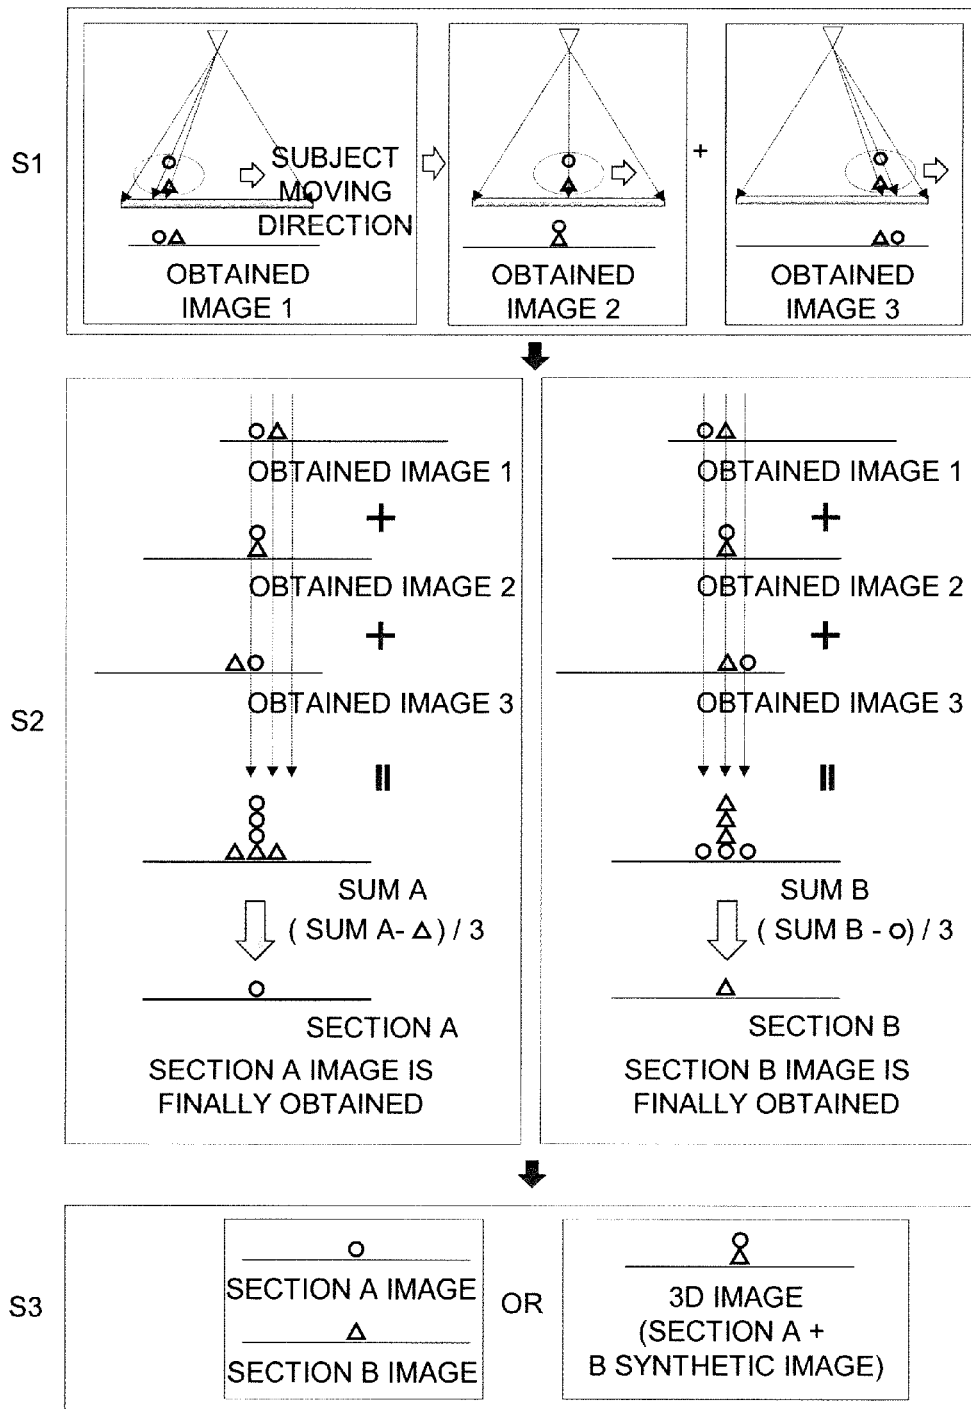 S1
SUBJECT
MOVING
DIRECTION
OBTAINED
IMAGE 1
OBTAINED
IMAGE 2
+
OBTAINED
IMAGE 3
S2
OBTAINED IMAGE 1
+
OBTAINED IMAGE 2
+
OBTAINED IMAGE 3
=
SUM A
( SUM A- △ ) / 3
SECTION A
SECTION A IMAGE IS
FINALLY OBTAINED
OBTAINED IMAGE 1
+
OBTAINED IMAGE 2
+
OBTAINED IMAGE 3
=
SUM B
( SUM B - ○) / 3
SECTION B
SECTION B IMAGE IS
FINALLY OBTAINED
S3
SECTION A IMAGE
SECTION B IMAGE
OR
3D IMAGE
(SECTION A +
B SYNTHETIC IMAGE)